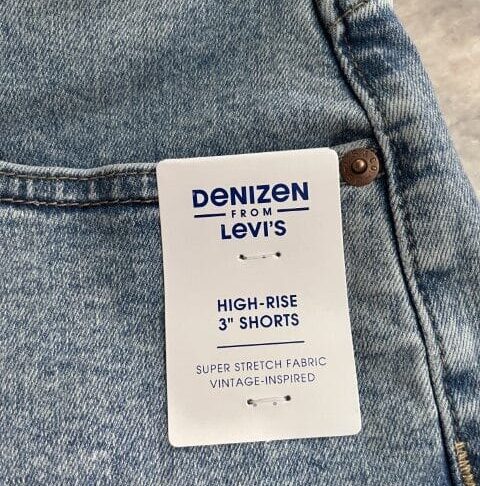 DENIZEN
FROM
LEVI'S
HIGH-RISE
3" SHORTS
SUPER STRETCH FABRIC
VINTAGE-INSPIRED